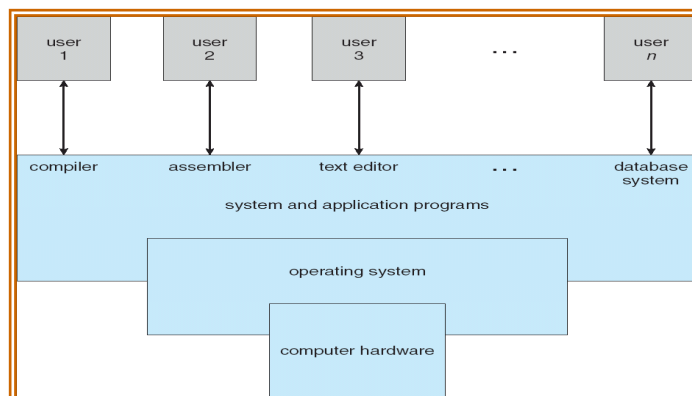 user
1
user
2
user
3
...
user
n
compiler
assembler
text editor
...
database
system
system and application programs
operating system
computer hardware